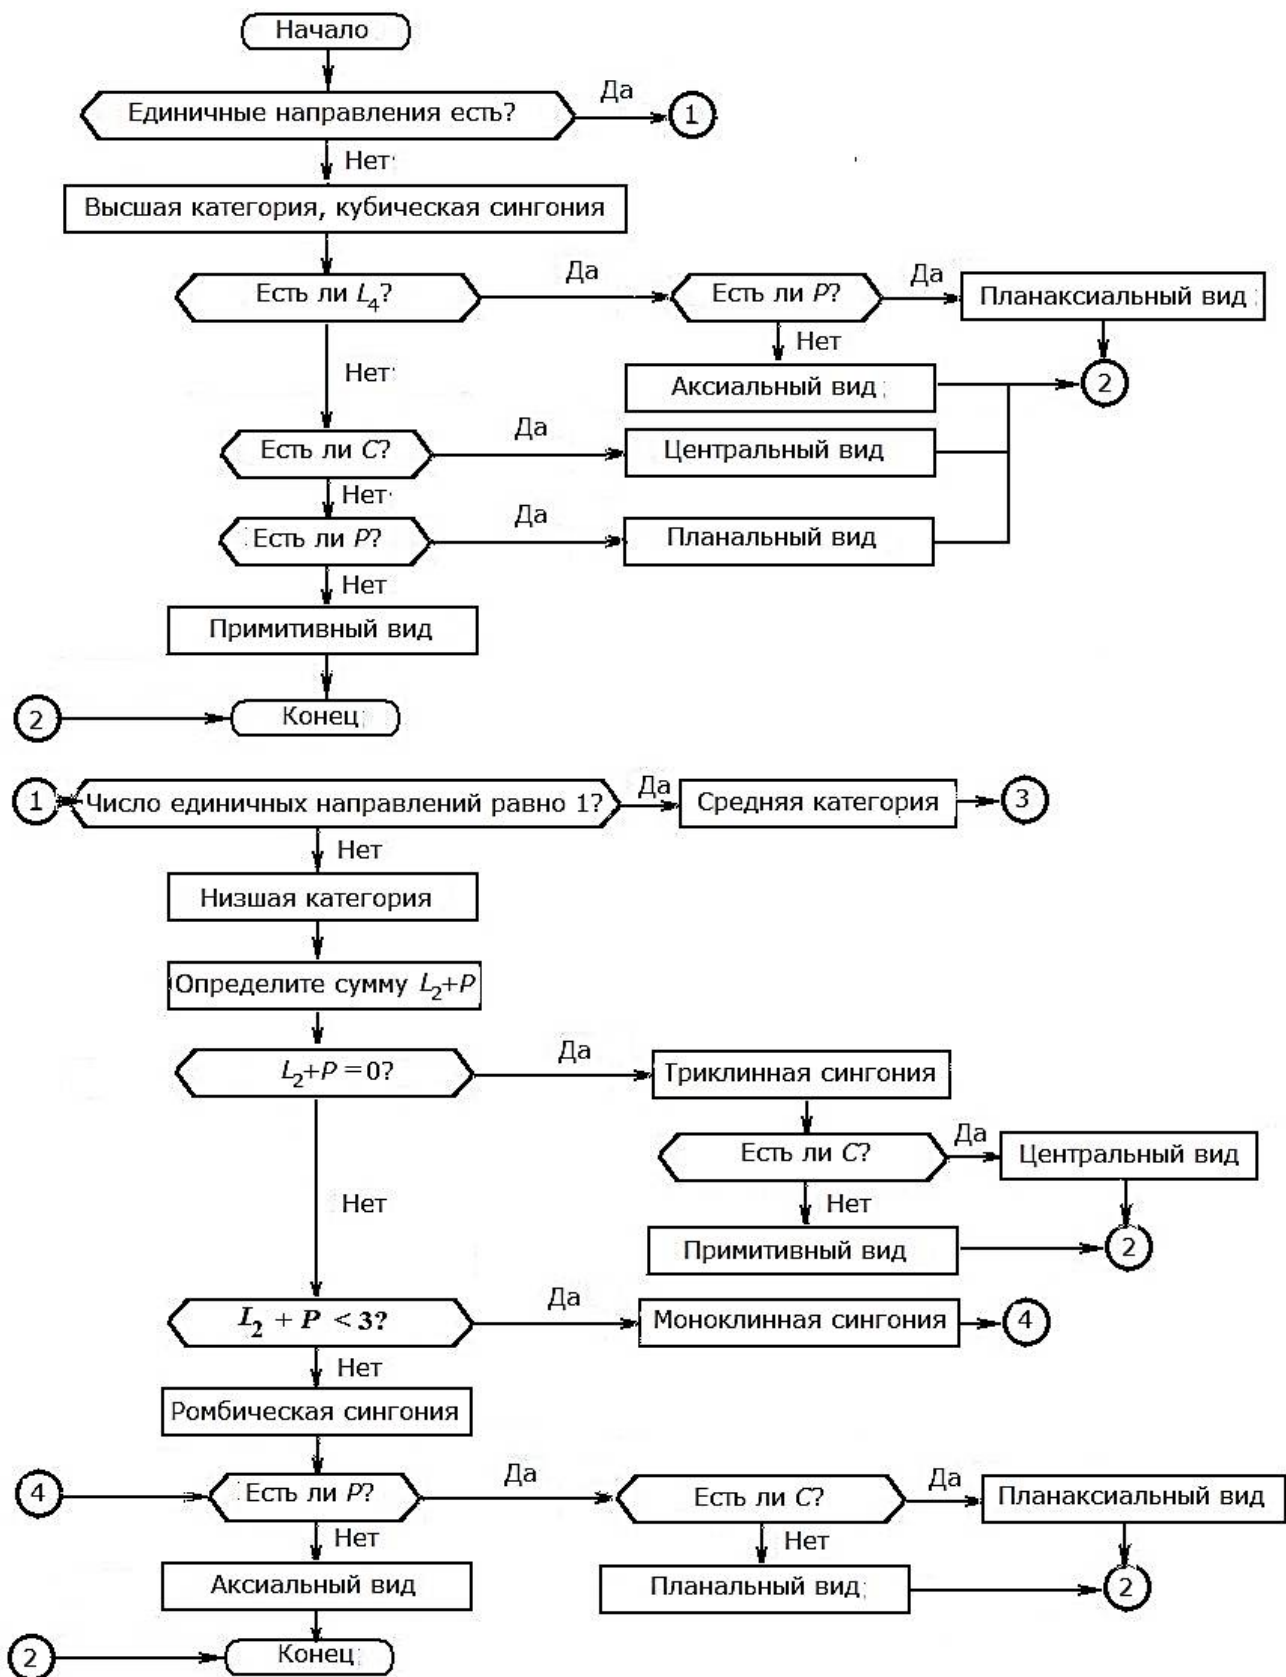 Начало
Единичные направления есть?
Да
1
Нет
Высшая категория, кубическая сингония
Есть ли L₄?
Да
Есть ли P?
Да
Планаксиальный вид
Нет
Нет
Аксиальный вид
2
Есть ли C?
Да
Центральный вид
Нет
Есть ли P?
Да
Планальный вид
Нет
Примитивный вид
2
Конец
1
Число единичных направлений равно 1?
Да
Средняя категория
3
Нет
Низшая категория
Определите сумму L₂+P
L₂+P = 0?
Да
Триклинная сингония
Есть ли C?
Да
Центральный вид
Нет
Нет
Примитивный вид
2
L₂ + P < 3?
Да
Моноклинная сингония
4
Нет
Ромбическая сингония
4
Есть ли P?
Да
Есть ли C?
Да
Планаксиальный вид
Нет
Нет
Аксиальный вид
Планальный вид
2
2
Конец